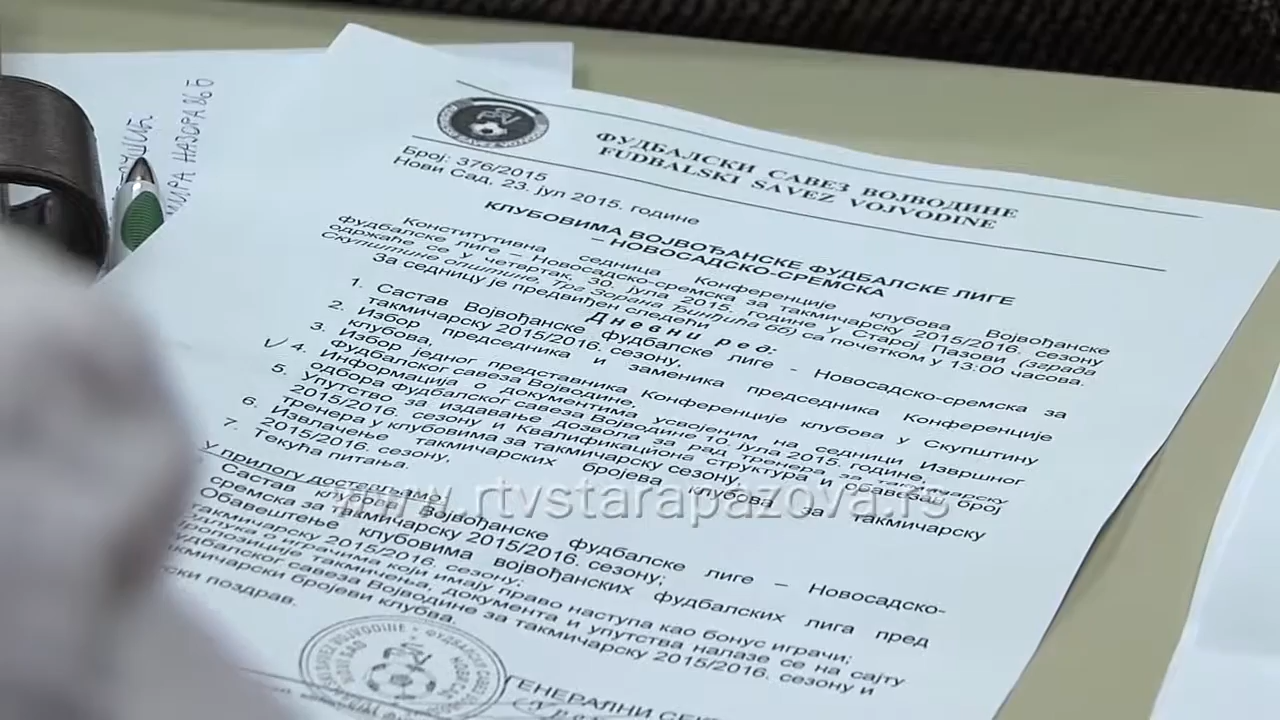 ФУДБАЛСКИ САВЕЗ ВОЈВОДИНЕ
FUDBALSKI SAVEZ VOJVODINE
Број: 376/2015
Нови Сад, 23. јул 2015. године
КЛУБОВИМА ВОЈВОЂАНСКЕ ФУДБАЛСКЕ ЛИГЕ
– НОВОСАДСКО-СРЕМСКА
Конститутивна седница Конференције клубова Војвођанске
фудбалске лиге – Новосадско-сремска за такмичарску 2015/2016. сезону
одржаће се у четвртак, 30. јула 2015. године у Старој Пазови (зграда
Скупштине општине, Трг Зорана Ђинђића бб) са почетком у 13:00 часова.
За седницу је предвиђен следећи
Дневни ред:
1. Састав Војвођанске фудбалске лиге - Новосадско-сремска за
такмичарску 2015/2016. сезону,
2. Избор председника и заменика председника Конференције
клубова,
3. Избор једног представника Конференције клубова у Скупштину
Фудбалског савеза Војводине,
4. Информација о документима усвојеним на седници Извршног
одбора Фудбалског савеза Војводине 10. јула 2015. године,
5. Упутство за издавање дозвола за рад тренера за такмичарску
2015/2016. сезону и Квалификациона структура и обавезан број
тренера у клубовима за такмичарску сезону,
6. Извлачење такмичарских бројева клубова за такмичарску
2015/2016. сезону,
7. Текућа питања.
У прилогу достављамо
Састав клубова Војвођанске фудбалске лиге – Новосадско-
сремска за такмичарску 2015/2016. сезону;
Обавештење клубовима војвођанских фудбалских лига пред
такмичарску 2015/2016. сезону;
Одлука о играчима који имају право наступа као бонус играчи;
Пропозиције такмичења, документа и упутства налазе се на сајту
Фудбалског савеза Војводине за такмичарску 2015/2016. сезону и
такмичарски бројеви клубова.
поздрав.
ГЕНЕРАЛНИ
www.rtvstarapazova.rs